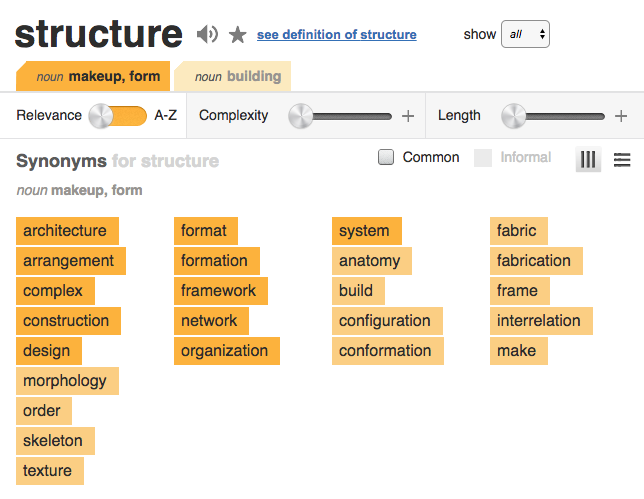 structure see definition of structure show all
noun makeup, form noun building
Relevance A-Z Complexity + Length +
Synonyms for structure Common Informal
noun makeup, form
architecture format system fabric
arrangement formation anatomy fabrication
complex framework build frame
construction network configuration interrelation
design organization conformation make
morphology
order
skeleton
texture